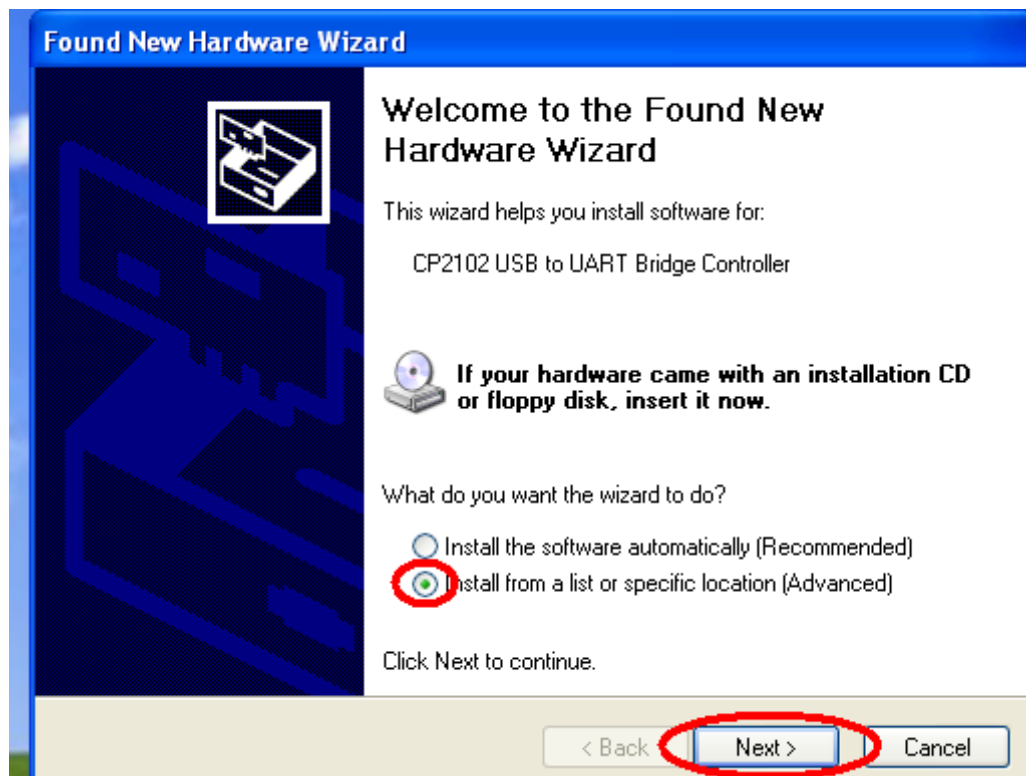 Found New Hardware Wizard
Welcome to the Found New
Hardware Wizard
This wizard helps you install software for:
CP2102 USB to UART Bridge Controller
If your hardware came with an installation CD
or floppy disk, insert it now.
What do you want the wizard to do?
Install the software automatically (Recommended)
Install from a list or specific location (Advanced)
Click Next to continue.
< Back Next > Cancel